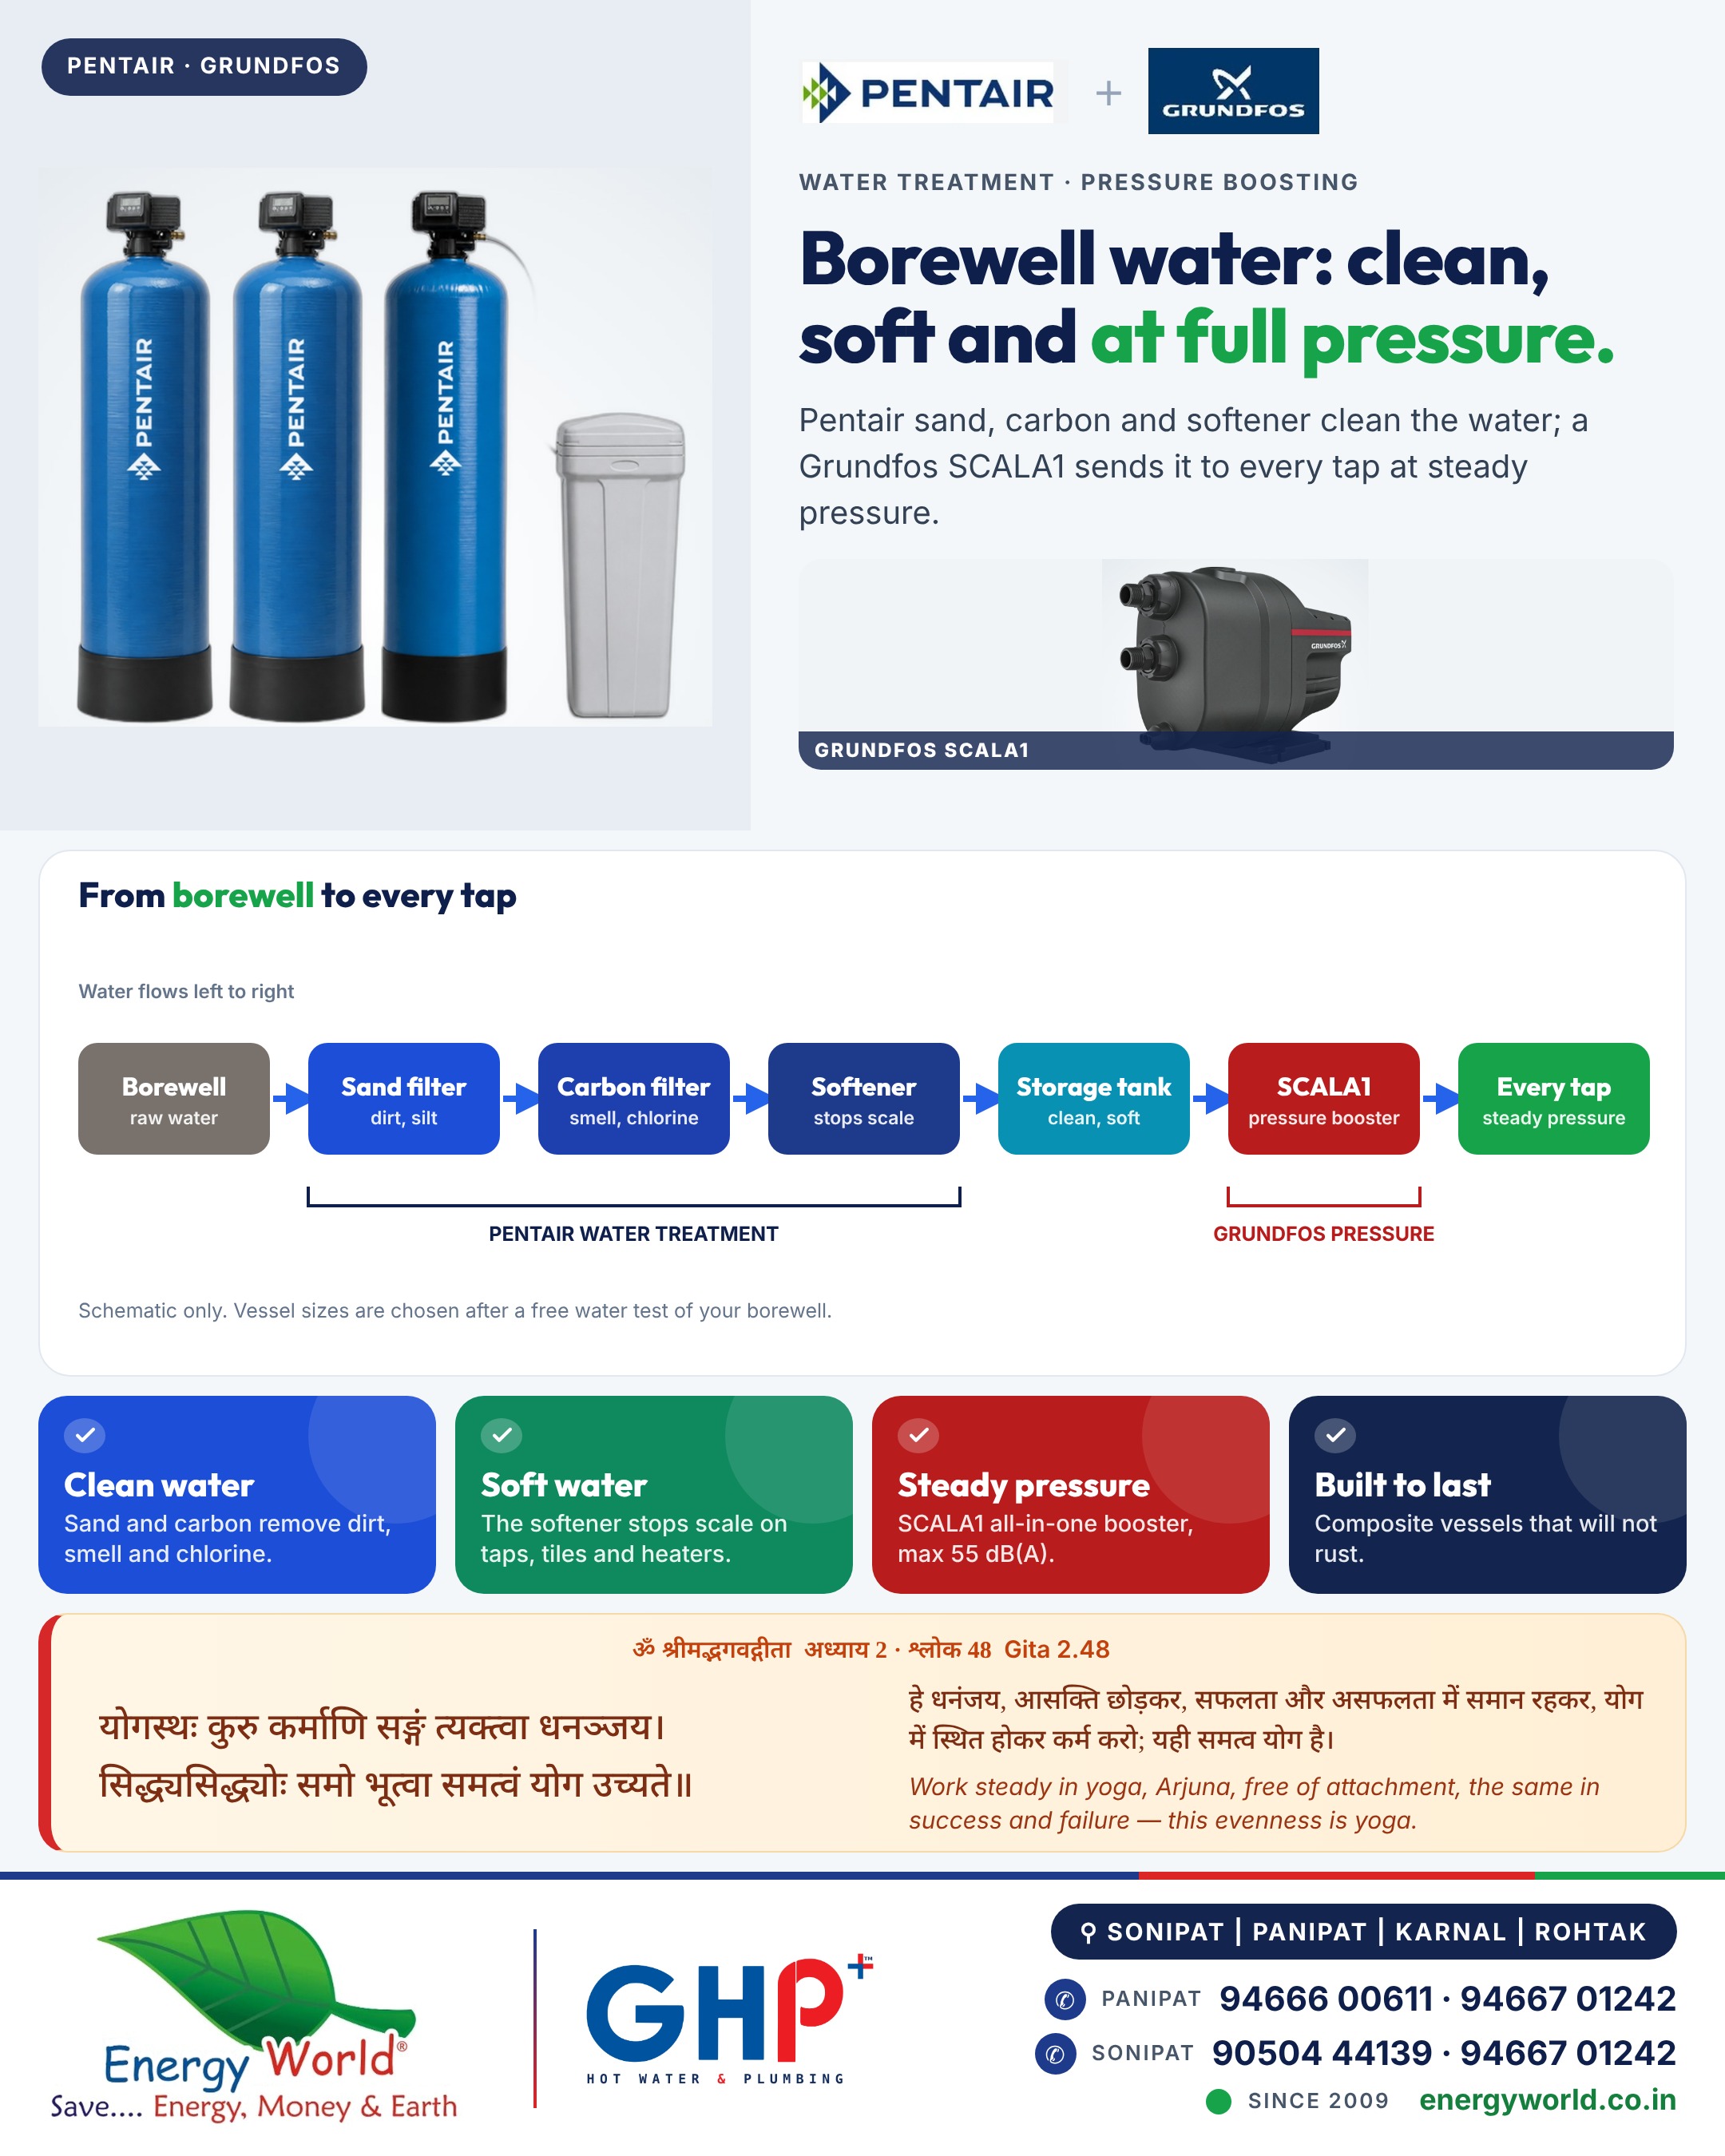 PENTAIR · GRUNDFOS
PENTAIR
PENTAIR
PENTAIR
PENTAIR
+
GRUNDFOS
WATER TREATMENT · PRESSURE BOOSTING
Borewell water: clean,
soft and at full pressure.
Pentair sand, carbon and softener clean the water; a
Grundfos SCALA1 sends it to every tap at steady
pressure.
GRUNDFOS
GRUNDFOS SCALA1
From borewell to every tap
Water flows left to right
Borewell
raw water
Sand filter
dirt, silt
Carbon filter
smell, chlorine
Softener
stops scale
Storage tank
clean, soft
SCALA1
pressure booster
Every tap
steady pressure
PENTAIR WATER TREATMENT
GRUNDFOS PRESSURE
Schematic only. Vessel sizes are chosen after a free water test of your borewell.
Clean water
Sand and carbon remove dirt,
smell and chlorine.
Soft water
The softener stops scale on
taps, tiles and heaters.
Steady pressure
SCALA1 all-in-one booster,
max 55 dB(A).
Built to last
Composite vessels that will not
rust.
ॐ श्रीमद्भगवद्गीता अध्याय 2 · श्लोक 48 Gita 2.48
योगस्थः कुरु कर्माणि सङ्गं त्यक्त्वा धनञ्जय।
सिद्ध्यसिद्ध्योः समो भूत्वा समत्वं योग उच्यते॥
हे धनंजय, आसक्ति छोड़कर, सफलता और असफलता में समान रहकर, योग
में स्थित होकर कर्म करो; यही समत्व योग है।
Work steady in yoga, Arjuna, free of attachment, the same in
success and failure — this evenness is yoga.
Energy World®
Save.... Energy, Money & Earth
GHP+™
HOT WATER & PLUMBING
SONIPAT | PANIPAT | KARNAL | ROHTAK
PANIPAT 94666 00611 · 94667 01242
SONIPAT 90504 44139 · 94667 01242
SINCE 2009 energyworld.co.in